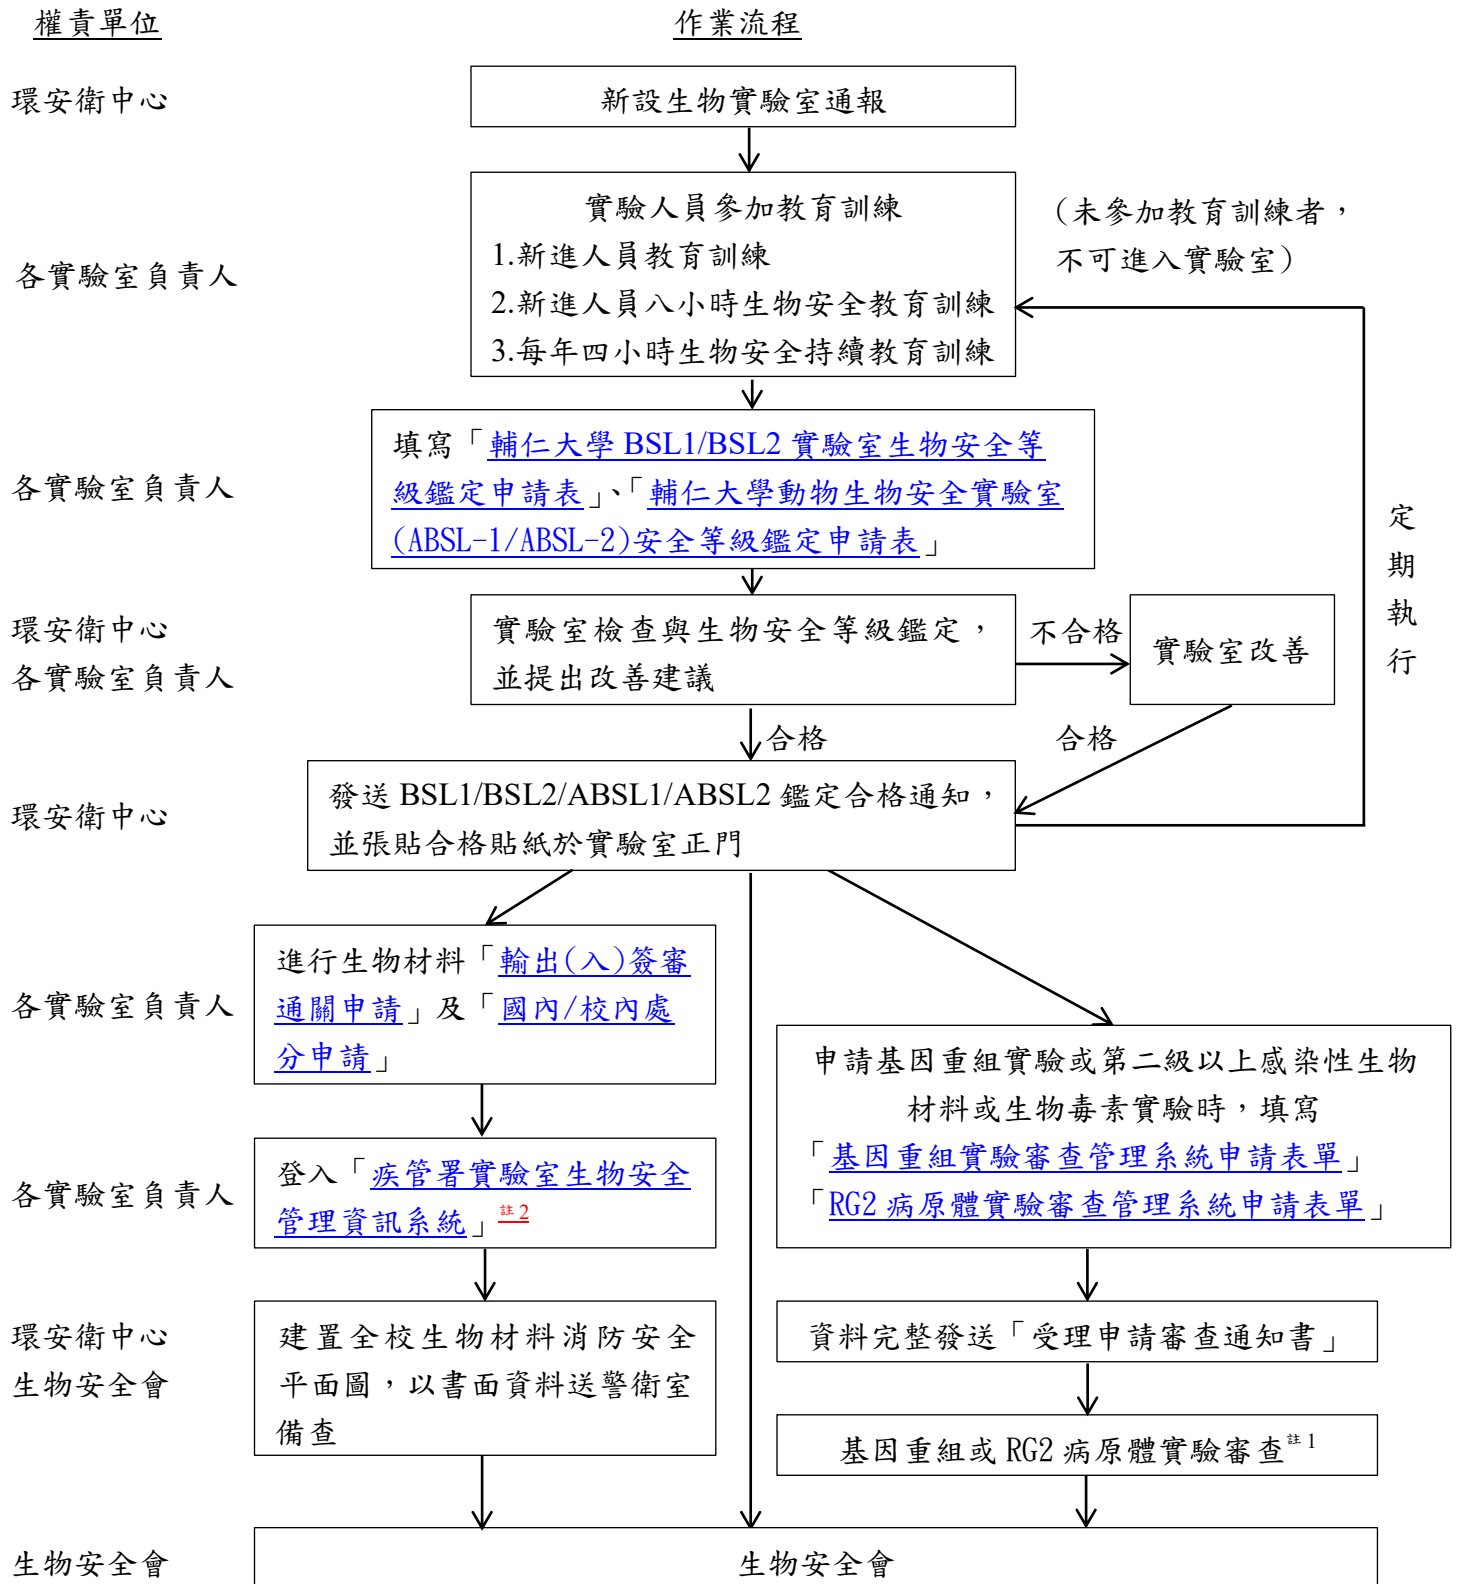 權責單位
作業流程
環安衛中心
新設生物實驗室通報
各實驗室負責人
實驗人員參加教育訓練
1.新進人員教育訓練
2.新進人員八小時生物安全教育訓練
3.每年四小時生物安全持續教育訓練
(未參加教育訓練者，
不可進入實驗室)
各實驗室負責人
填寫「輔仁大學 BSL1/BSL2 實驗室生物安全等
級鑑定申請表」、「輔仁大學動物生物安全實驗室
(ABSL-1/ABSL-2)安全等級鑑定申請表」
定
期
執
行
環安衛中心
各實驗室負責人
實驗室檢查與生物安全等級鑑定，
並提出改善建議
不合格
實驗室改善
合格
合格
環安衛中心
發送 BSL1/BSL2/ABSL1/ABSL2 鑑定合格通知，
並張貼合格貼紙於實驗室正門
各實驗室負責人
進行生物材料「輸出(入)簽審
通關申請」及「國內/校內處
分申請」
申請基因重組實驗或第二級以上感染性生物
材料或生物毒素實驗時，填寫
「基因重組實驗審查管理系統申請表單」
「RG2 病原體實驗審查管理系統申請表單」
各實驗室負責人
登入「疾管署實驗室生物安全
管理資訊系統」註 2
環安衛中心
生物安全會
建置全校生物材料消防安全
平面圖，以書面資料送警衛室
備查
資料完整發送「受理申請審查通知書」
基因重組或 RG2 病原體實驗審查註 1
生物安全會
生物安全會